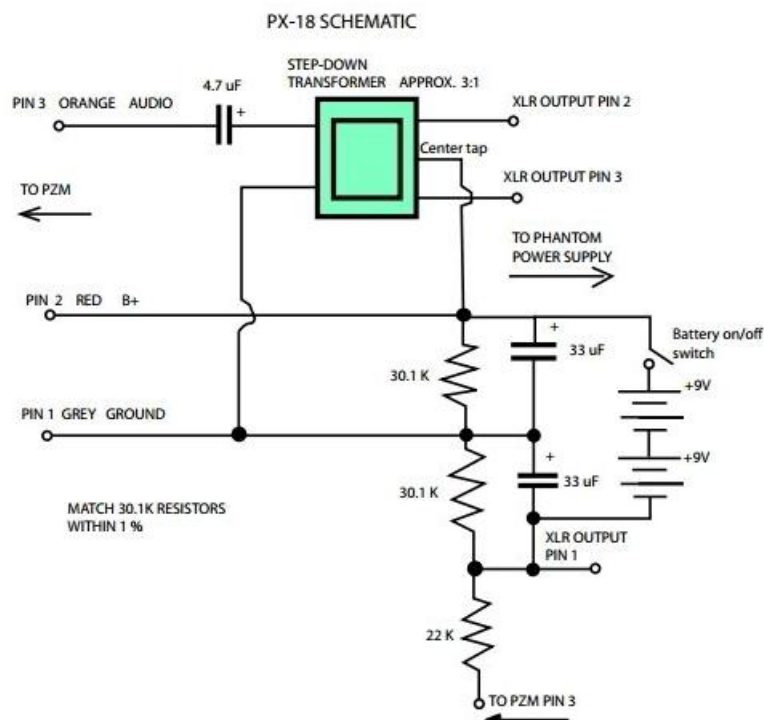 PX-18 SCHEMATIC
STEP-DOWN
TRANSFORMER APPROX. 3:1
4.7 uF
+
PIN 3 ORANGE AUDIO
XLR OUTPUT PIN 2
Center tap
TO PZM
XLR OUTPUT PIN 3
TO PHANTOM
POWER SUPPLY
PIN 2 RED B+
+
Battery on/off
switch
33 uF
30.1 K
+9V
PIN 1 GREY GROUND
+
+9V
30.1 K
33 uF
MATCH 30.1K RESISTORS
WITHIN 1 %
XLR OUTPUT
PIN 1
22 K
TO PZM PIN 3